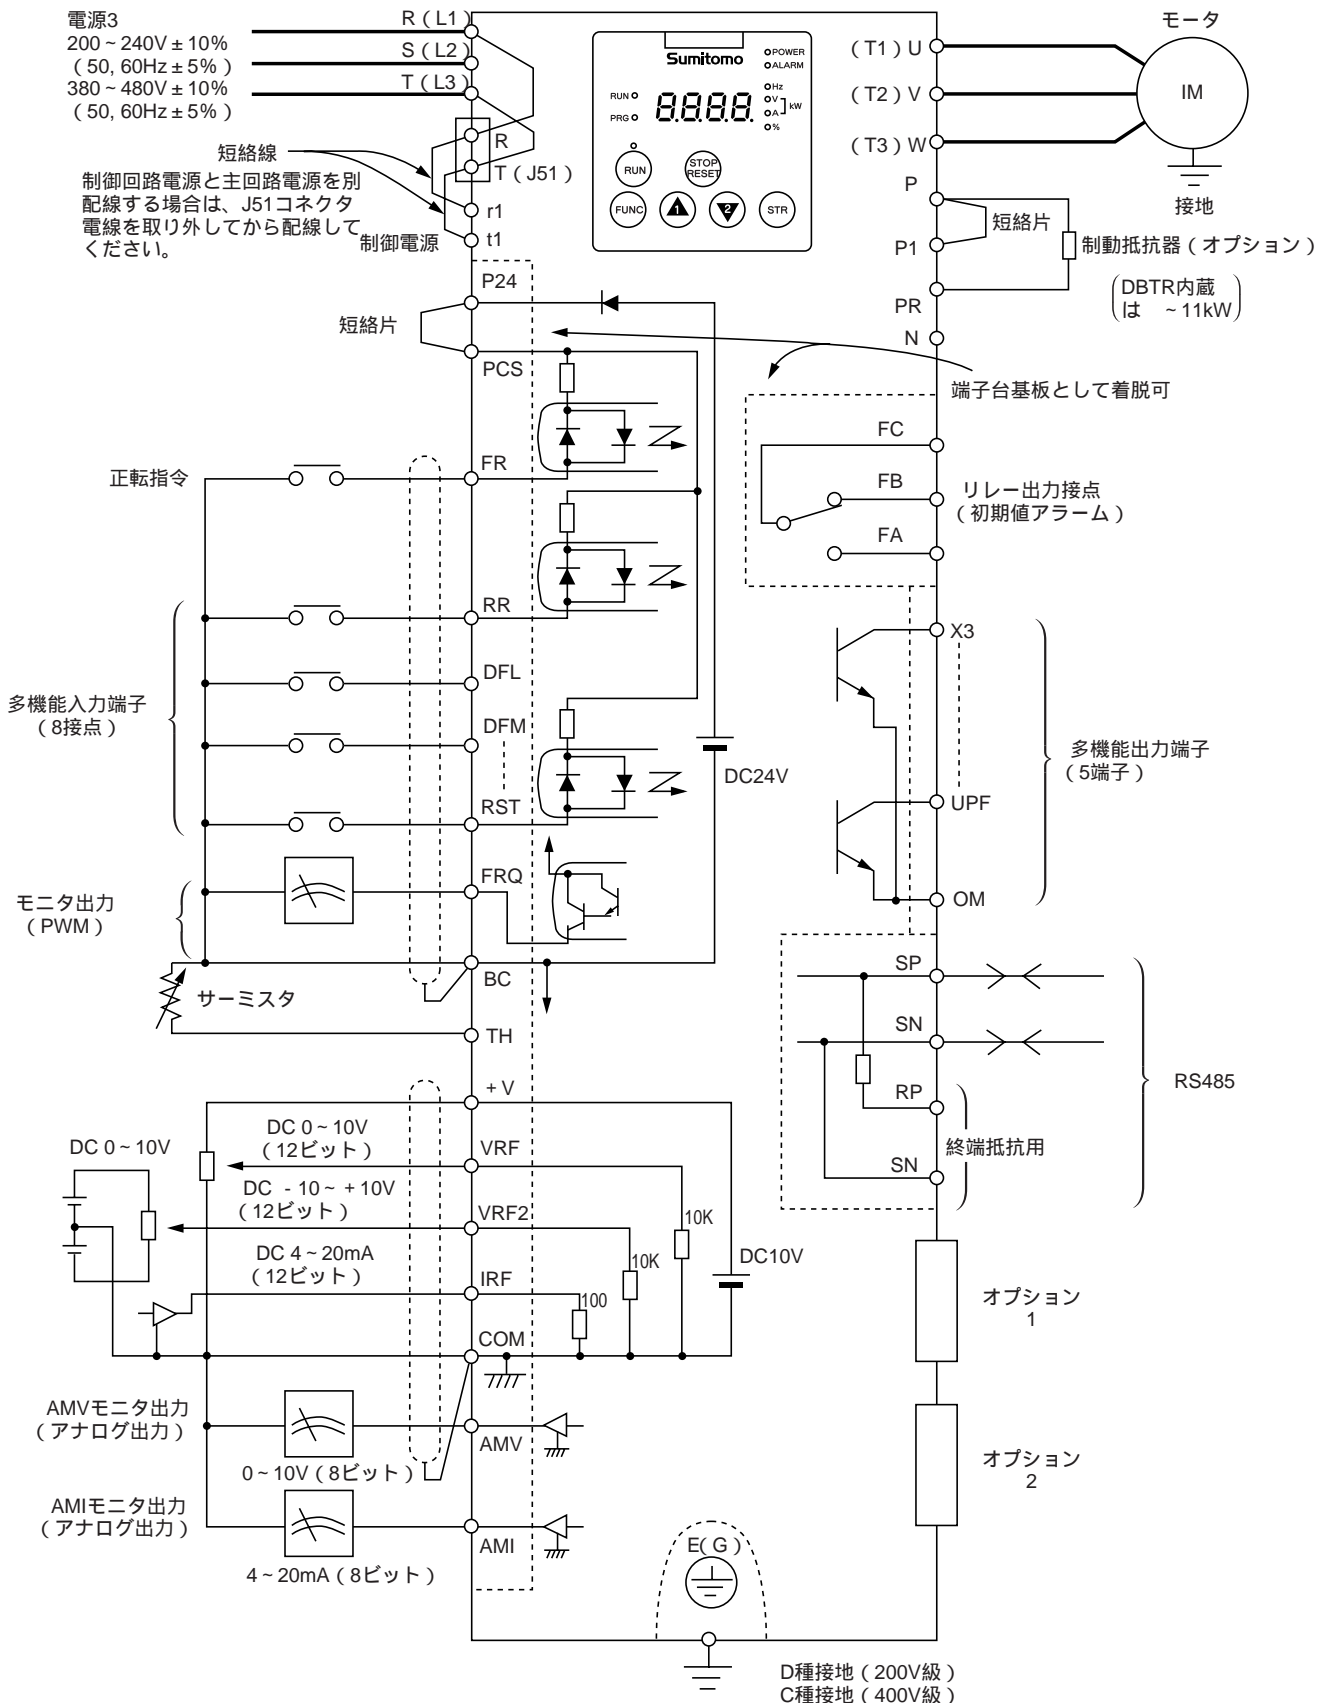 電源3
200～240V±10%
（50, 60Hz±5%）
380～480V±10%
（50, 60Hz±5%）
R（L1）
S（L2）
T（L3）
R
T（J51）
短絡線
制御回路電源と主回路電源を別
配線する場合は、J51コネクタ
電線を取り外してから配線して
ください。
制御電源
r1
t1
Sumitomo
POWER
ALARM
Hz
V
A
kW
%
RUN
PRG
8.8.8.8.
RUN
STOP
RESET
FUNC
1
2
STR
モータ
（T1）U
（T2）V
（T3）W
IM
接地
P
短絡片
P1
制動抵抗器（オプション）
（DBTR内蔵
は　～11kW）
PR
N
P24
短絡片
PCS
端子台基板として着脱可
正転指令
FR
RR
DFL
DFM
RST
多機能入力端子
（8接点）
DC24V
FRQ
モニタ出力
（PWM）
BC
サーミスタ
TH
FC
FB
FA
リレー出力接点
（初期値アラーム）
X3
UPF
OM
多機能出力端子
（5端子）
SP
SN
RP
SN
終端抵抗用
RS485
+V
DC 0～10V
（12ビット）
VRF
DC 0～10V
DC -10～+10V
（12ビット）
VRF2
DC 4～20mA
（12ビット）
IRF
COM
10K
10K
100
DC10V
AMVモニタ出力
（アナログ出力）
AMV
0～10V（8ビット）
AMIモニタ出力
（アナログ出力）
AMI
4～20mA（8ビット）
オプション
1
オプション
2
E(G)
D種接地（200V級）
C種接地（400V級）